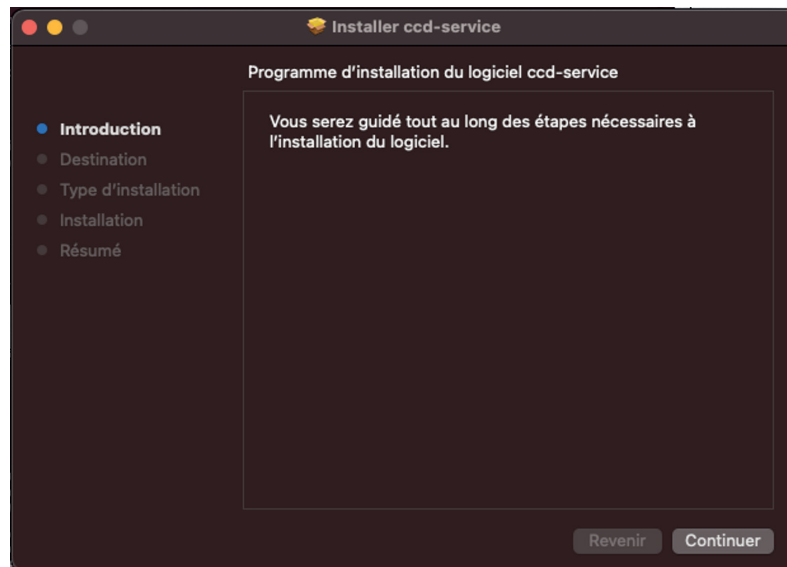 Installer ccd-service
Programme d'installation du logiciel ccd-service
Introduction
Destination
Type d'installation
Installation
Résumé
Vous serez guidé tout au long des étapes nécessaires à
l'installation du logiciel.
Revenir
Continuer